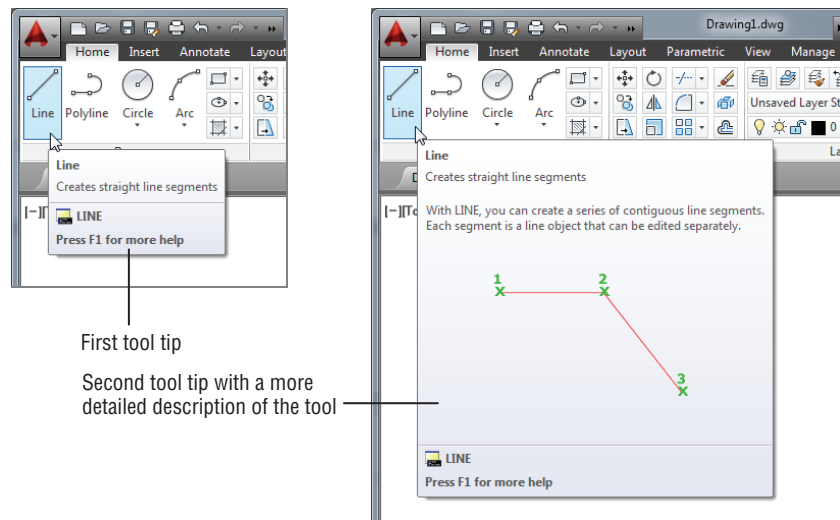 Home Insert Annotate Layout
Line Polyline Circle Arc
Line
Creates straight line segments
LINE
Press F1 for more help
[−]
First tool tip
Second tool tip with a more
detailed description of the tool
Drawing1.dwg
Home Insert Annotate Layout Parametric View Manage
Line Polyline Circle Arc
Unsaved Layer St
0
La
[−][To
Line
Creates straight line segments
With LINE, you can create a series of contiguous line segments.
Each segment is a line object that can be edited separately.
1 2
3
LINE
Press F1 for more help